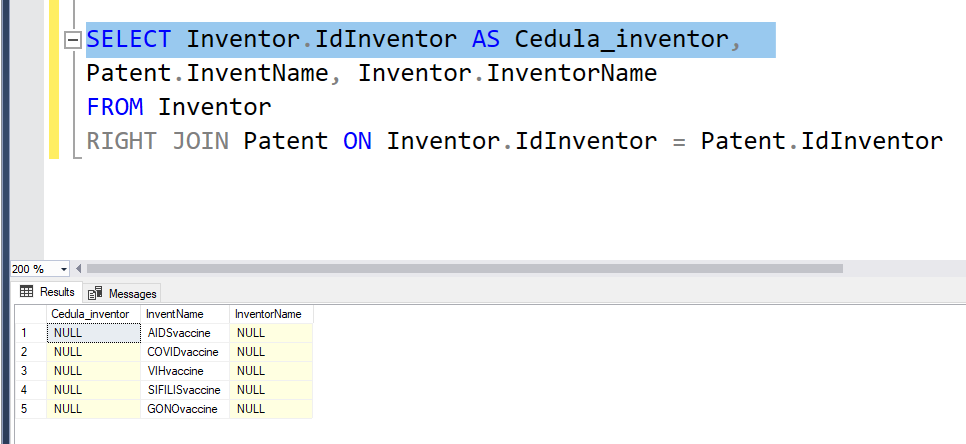 SELECT Inventor.IdInventor AS Cedula_inventor,
Patent.InventName, Inventor.InventorName
FROM Inventor
RIGHT JOIN Patent ON Inventor.IdInventor = Patent.IdInventor
200 %
Results Messages
Cedula_inventor InventName InventorName
1 NULL AIDSvaccine NULL
2 NULL COVIDvaccine NULL
3 NULL VIHvaccine NULL
4 NULL SIFILISvaccine NULL
5 NULL GONOvaccine NULL